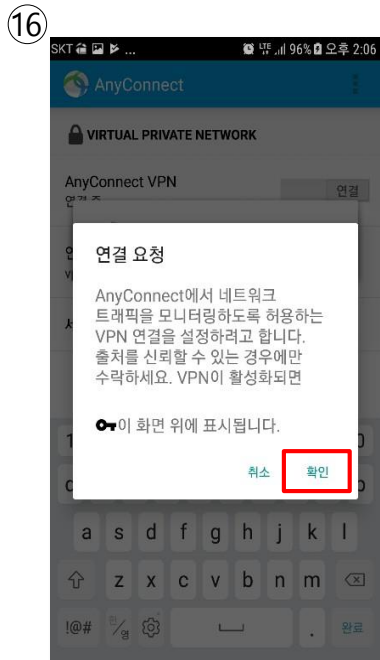 ⑯
SKT ... LTE 96% 오후 2:06
AnyConnect
VIRTUAL PRIVATE NETWORK
AnyConnect VPN
연결
연결 요청
AnyConnect에서 네트워크
트래픽을 모니터링하도록 허용하는
VPN 연결을 설정하려고 합니다.
출처를 신뢰할 수 있는 경우에만
수락하세요. VPN이 활성화되면
이 화면 위에 표시됩니다.
취소 확인
a s d f g h j k l
z x c v b n m
!@# 한/영 . 완료